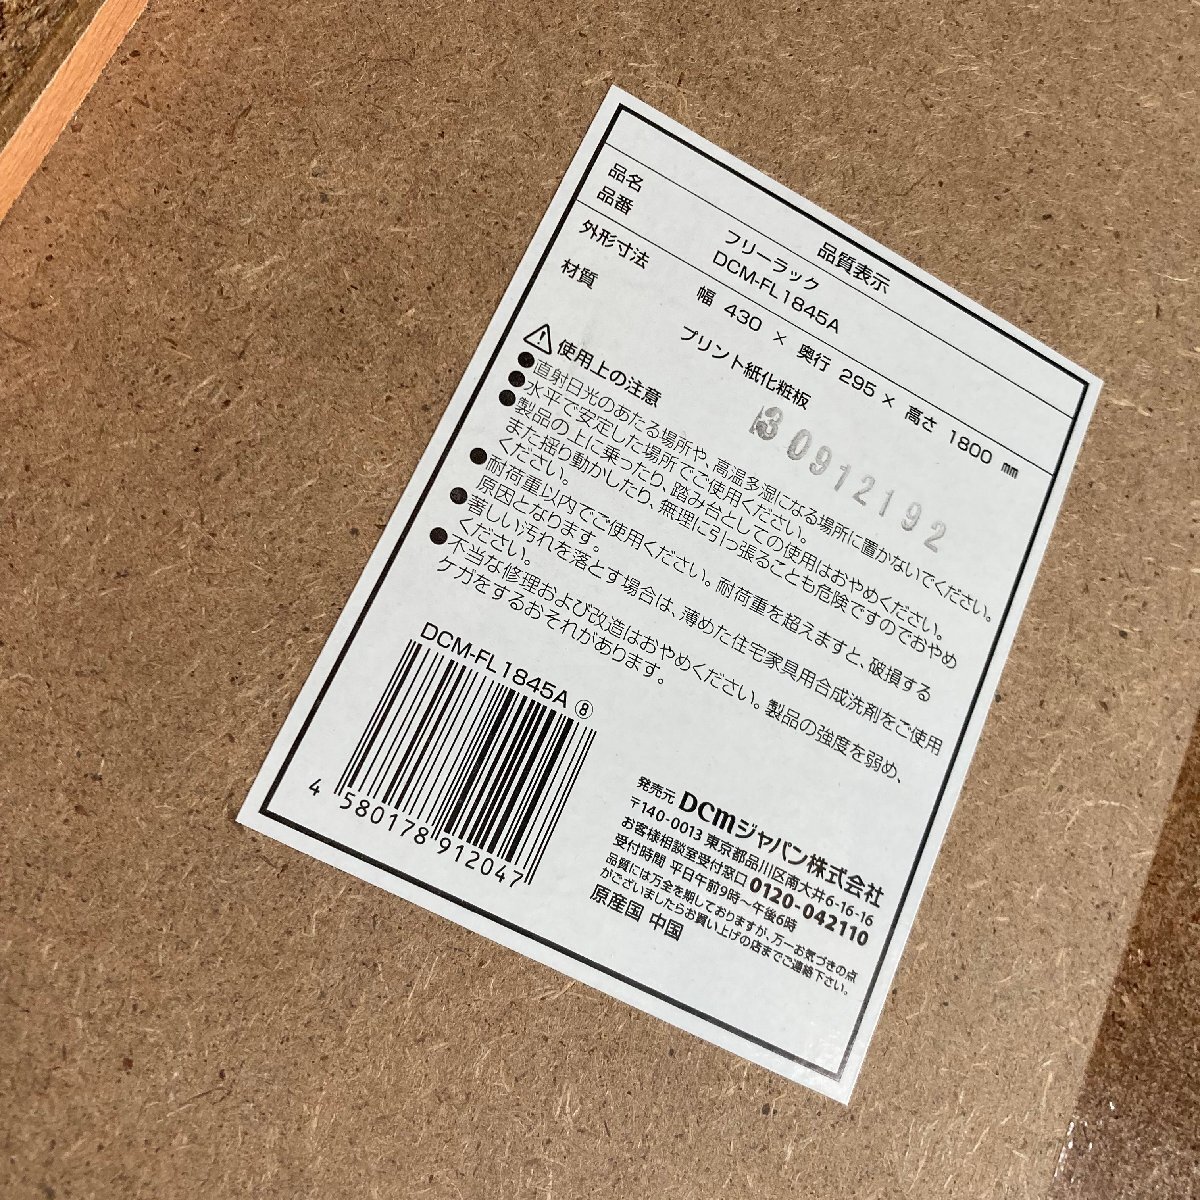 品質表示
品名 フリーラック
品番 DCM-FL1845A
外形寸法 幅 430 × 奥行 295 × 高さ 1800 mm
材質 プリント紙化粧板
30912192
使用上の注意
●直射日光のあたる場所や、高温多湿になる場所に置かないでください。
●水平で安定した場所でご使用ください。
●製品の上に乗ったり、踏み台としての使用はおやめください。
また揺り動かしたり、無理に引っ張ることも危険ですのでおやめ
ください。
●耐荷重以内でご使用ください。耐荷重を超えますと、破損する
原因となります。
●著しい汚れを落とす場合は、薄めた住宅家具用合成洗剤をご使用
ください。
●不当な修理および改造はおやめください。製品の強度を弱め、
ケガをするおそれがあります。
DCM-FL1845A ⑧
4 580178 912047
発売元 DCMジャパン株式会社
〒140-0013 東京都品川区南大井6-16-16
お客様相談室受付窓口 0120-042110
受付時間 平日午前9時～午後6時
品質には万全を期しておりますが、万一お気づきの点
がございましたらお買い上げの店までご連絡下さい。
原産国 中国